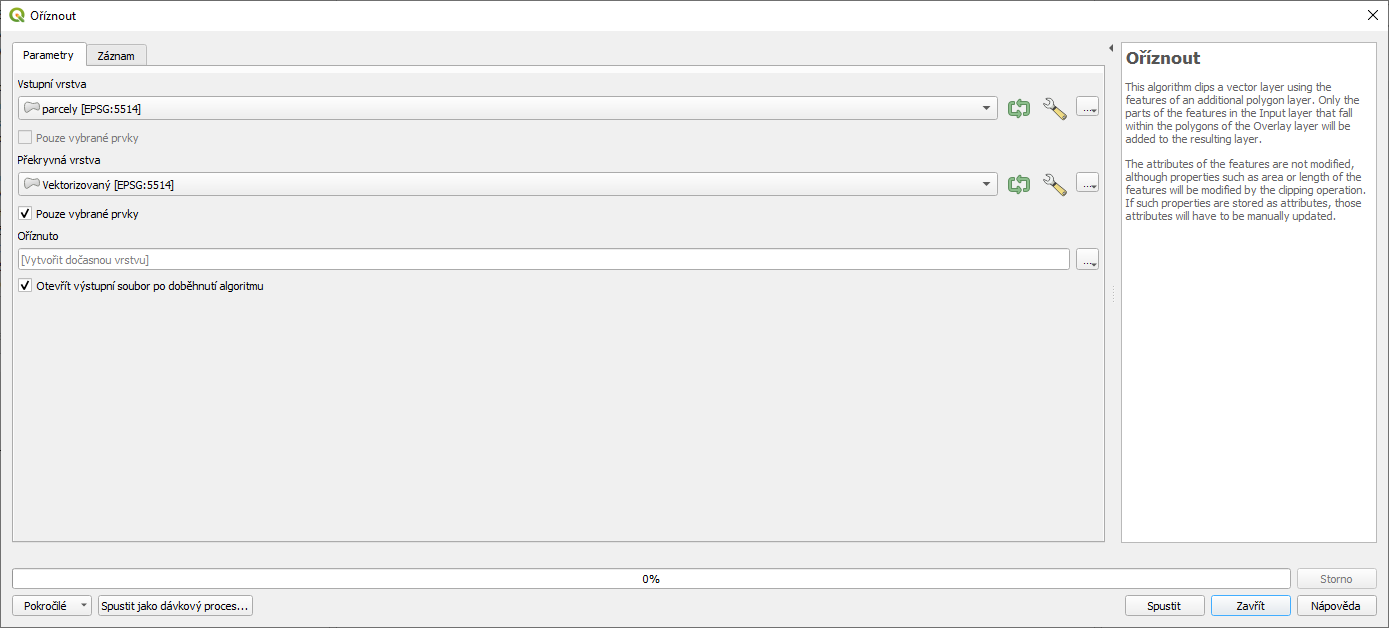 Oříznout
Parametry
Záznam
Vstupní vrstva
parcely [EPSG:5514]
...
Pouze vybrané prvky
Překryvná vrstva
Vektorizovaný [EPSG:5514]
...
Pouze vybrané prvky
Oříznuto
[Vytvořit dočasnou vrstvu]
...
Otevřít výstupní soubor po doběhnutí algoritmu
Oříznout
This algorithm clips a vector layer using the
features of an additional polygon layer. Only the
parts of the features in the Input layer that fall
within the polygons of the Overlay layer will be
added to the resulting layer.
The attributes of the features are not modified,
although properties such as area or length of the
features will be modified by the clipping operation.
If such properties are stored as attributes, those
attributes will have to be manually updated.
0%
Storno
Pokročilé
Spustit jako dávkový proces...
Spustit
Zavřít
Nápověda